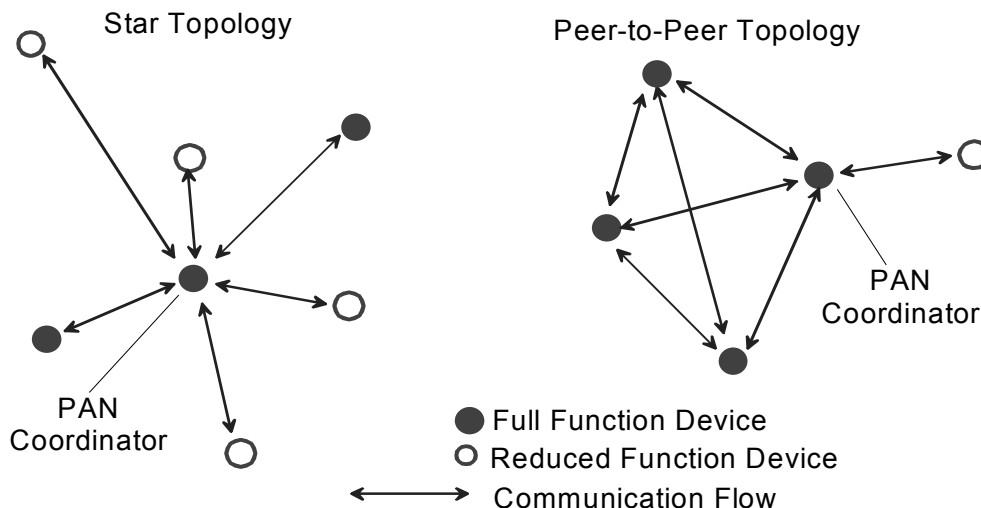 Star Topology
Peer-to-Peer Topology
PAN
Coordinator
PAN
Coordinator
Full Function Device
Reduced Function Device
Communication Flow